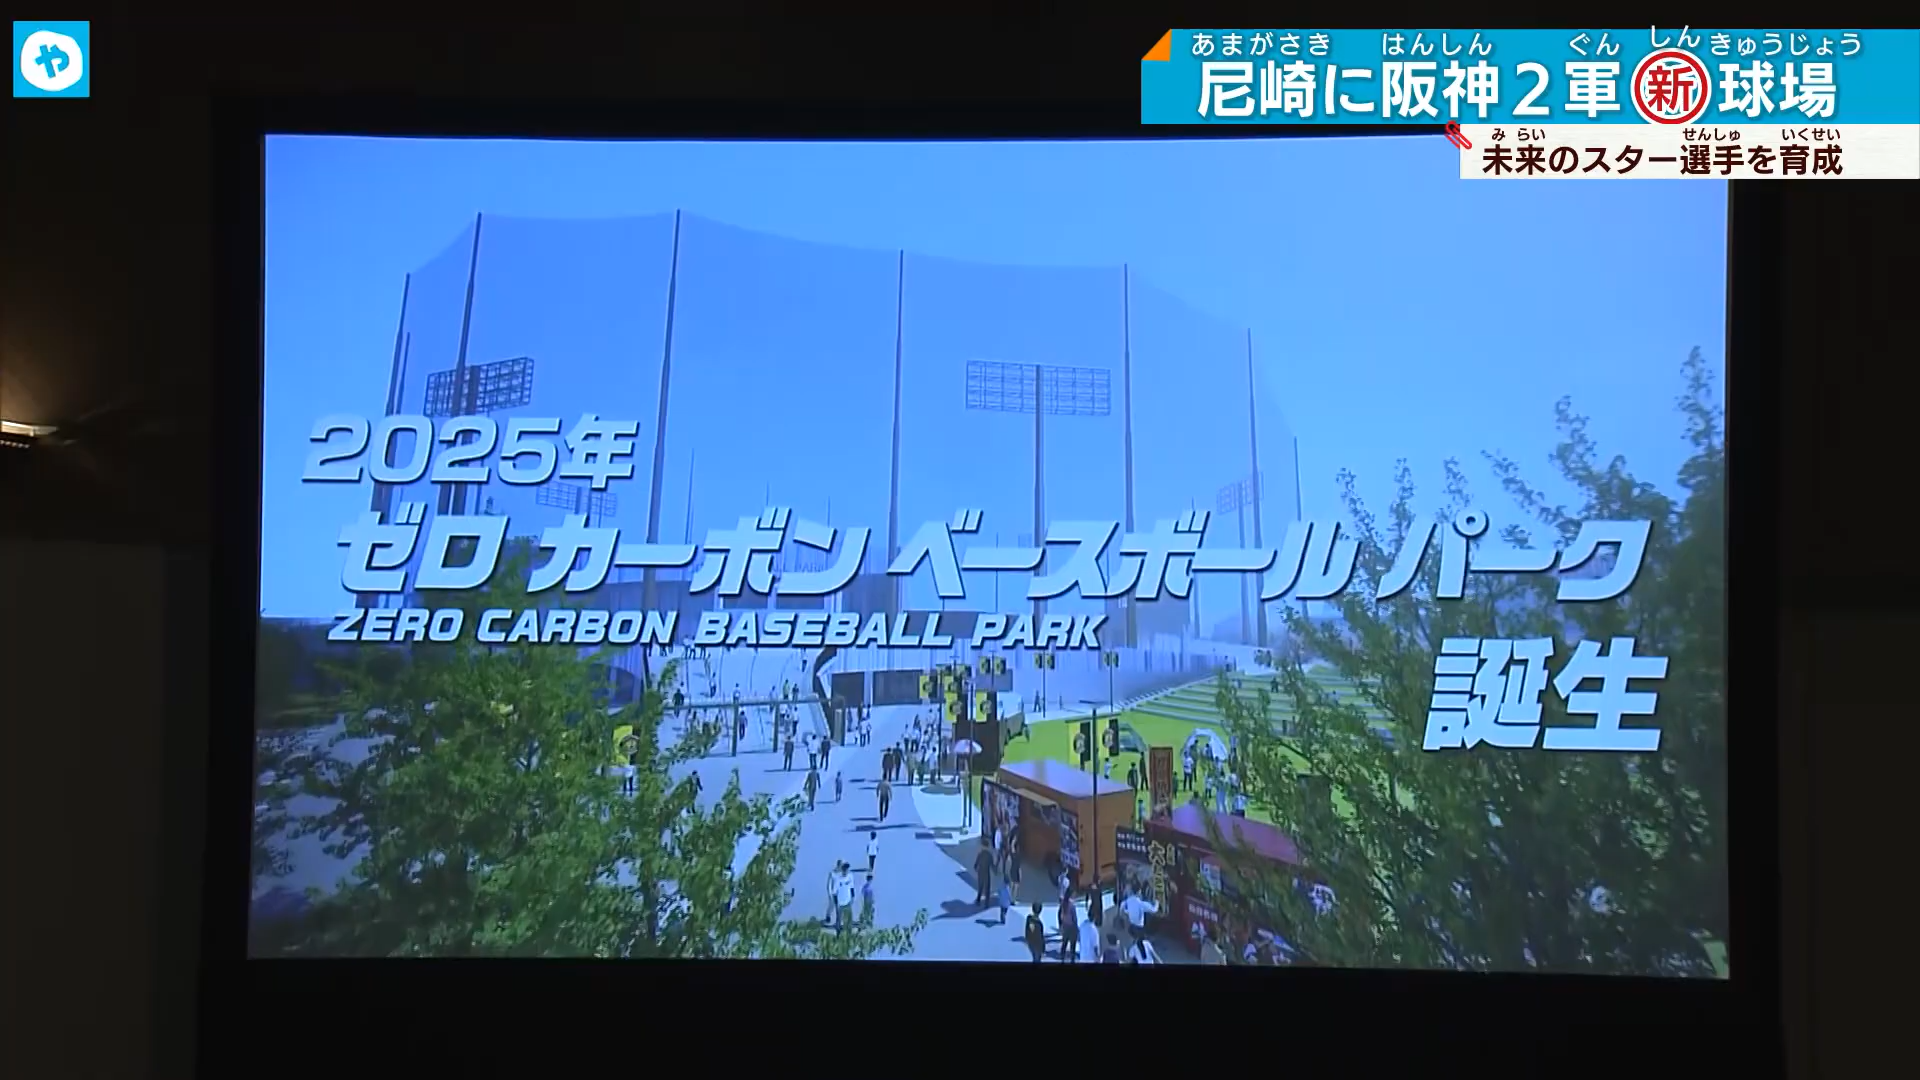 や
あまがさき はんしん ぐん しん きゅうじょう
尼崎に阪神２軍 新 球場
みらい せんしゅ いくせい
未来のスター選手を育成
2025年
ゼロ カーボン ベースボール パーク
ZERO CARBON BASEBALL PARK
誕生